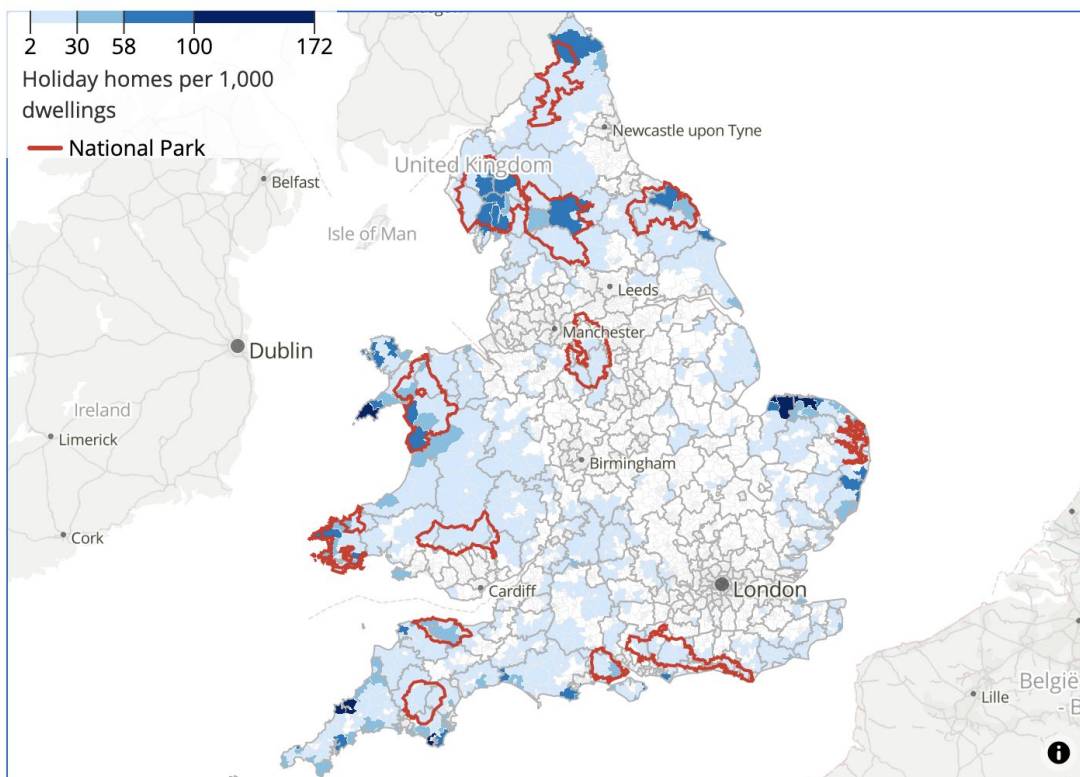 2 30 58 100 172
Holiday homes per 1,000
dwellings
National Park
Newcastle upon Tyne
United Kingdom
Belfast
Isle of Man
Leeds
Manchester
Dublin
Ireland
Limerick
Birmingham
Cork
Cardiff
London
België
Lille
- B
i